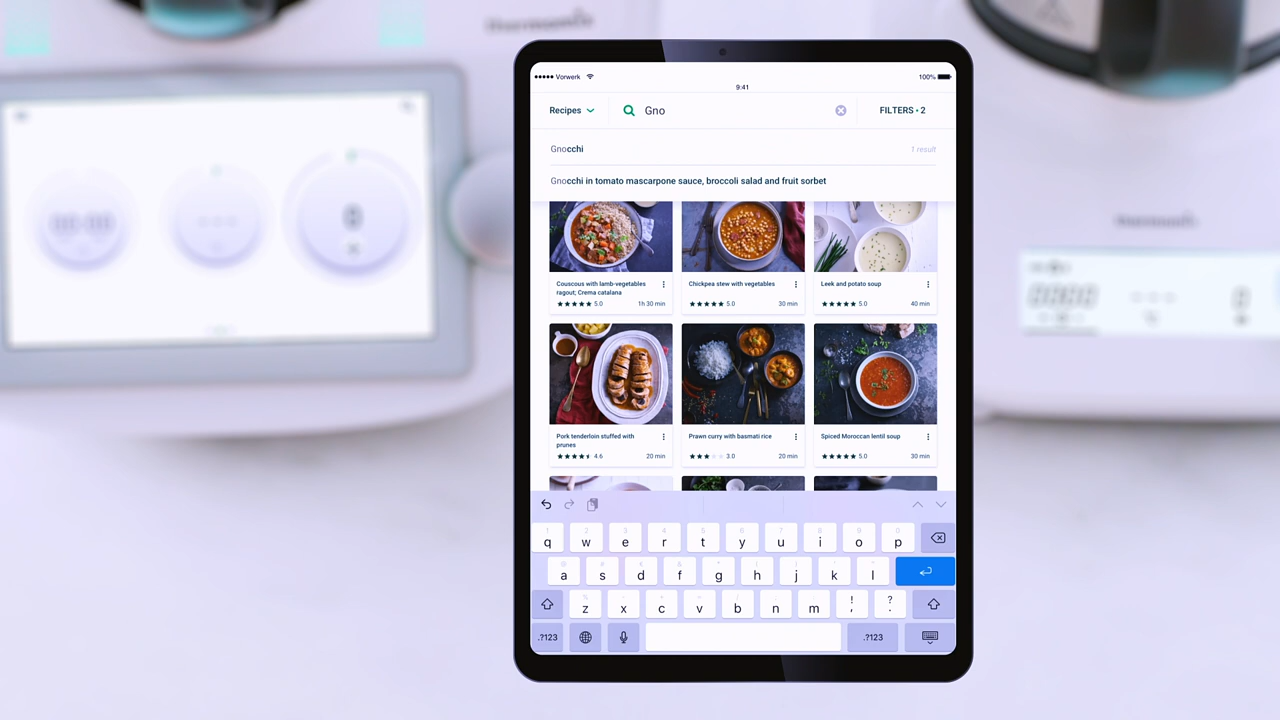 thermomix
Vorwerk
100%
9:41
Recipes
Gno
FILTERS • 2
Gnocchi
1 result
Gnocchi in tomato mascarpone sauce, broccoli salad and fruit sorbet
Couscous with lamb-vegetables
ragout; Crema catalana
5.0
1h 30 min
Chickpea stew with vegetables
5.0
30 min
Leek and potato soup
5.0
40 min
Pork tenderloin stuffed with
prunes
4.6
20 min
Prawn curry with basmati rice
3.0
20 min
Spiced Moroccan lentil soup
5.0
30 min
q w e r t y u i o p
a s d f g h j k l
z x c v b n m ! , ? .
.?123 .?123
thermomix